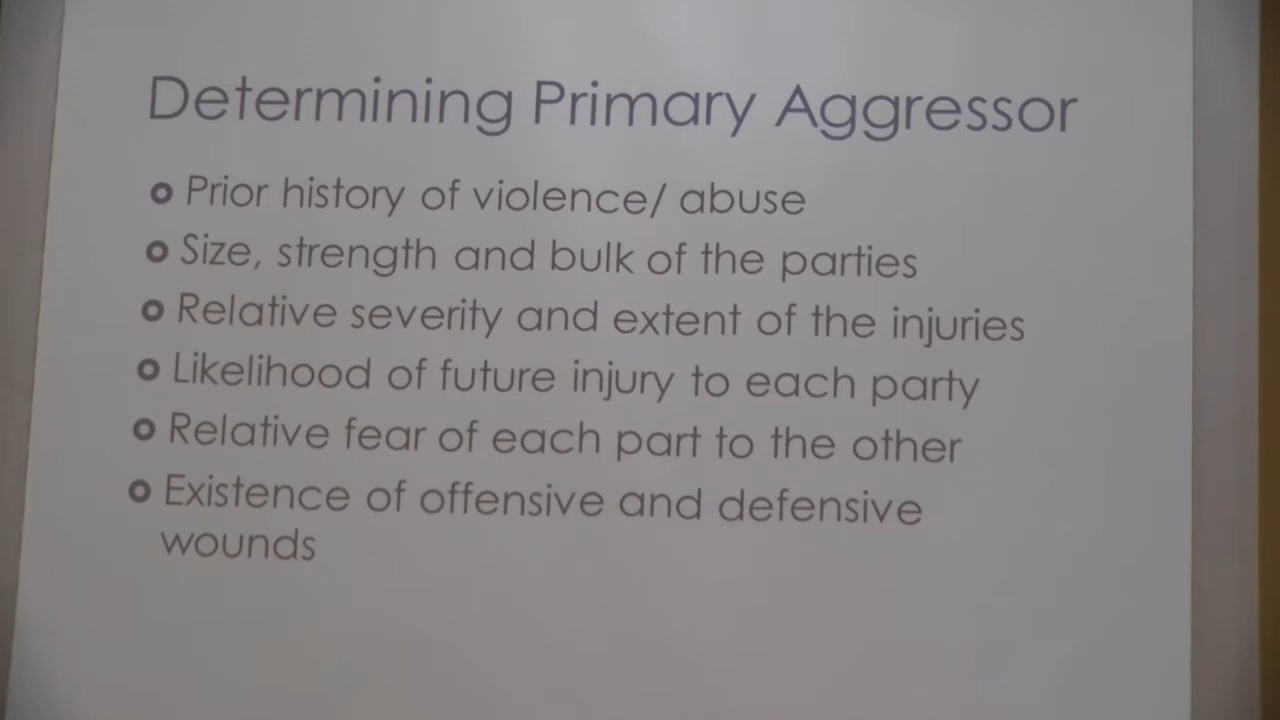 Determining Primary Aggressor
Prior history of violence/ abuse
Size, strength and bulk of the parties
Relative severity and extent of the injuries
Likelihood of future injury to each party
Relative fear of each part to the other
Existence of offensive and defensive
wounds